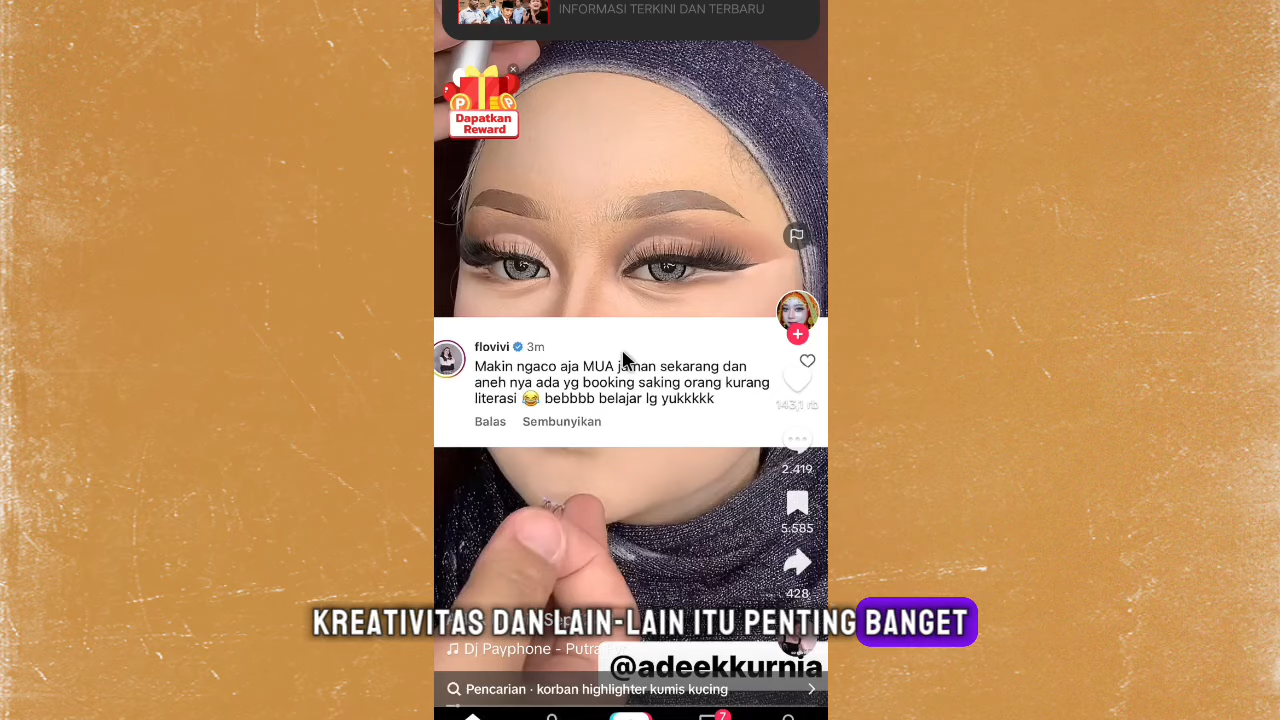 INFORMASI TERKINI DAN TERBARU
Dapatkan
Reward
flovivi 3m
Makin ngaco aja MUA jaman sekarang dan
aneh nya ada yg booking saking orang kurang
literasi 😂 bebbbb belajar lg yukkkkk
Balas Sembunyikan
143,1 rb
2.419
5.585
428
KREATIVITAS DAN LAIN-LAIN ITU PENTING BANGET
Dj Payphone - Putra
@adeekkurnia
Pencarian · korban highlighter kumis kucing
7